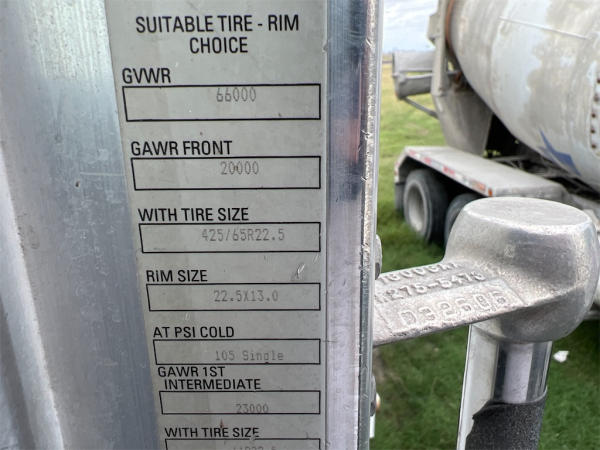 SUITABLE TIRE - RIM
CHOICE
GVWR
66000
GAWR FRONT
20000
WITH TIRE SIZE
425/65R22.5
RIM SIZE
22.5X13.0
AT PSI COLD
105 Single
GAWR 1ST
INTERMEDIATE
23000
WITH TIRE SIZE